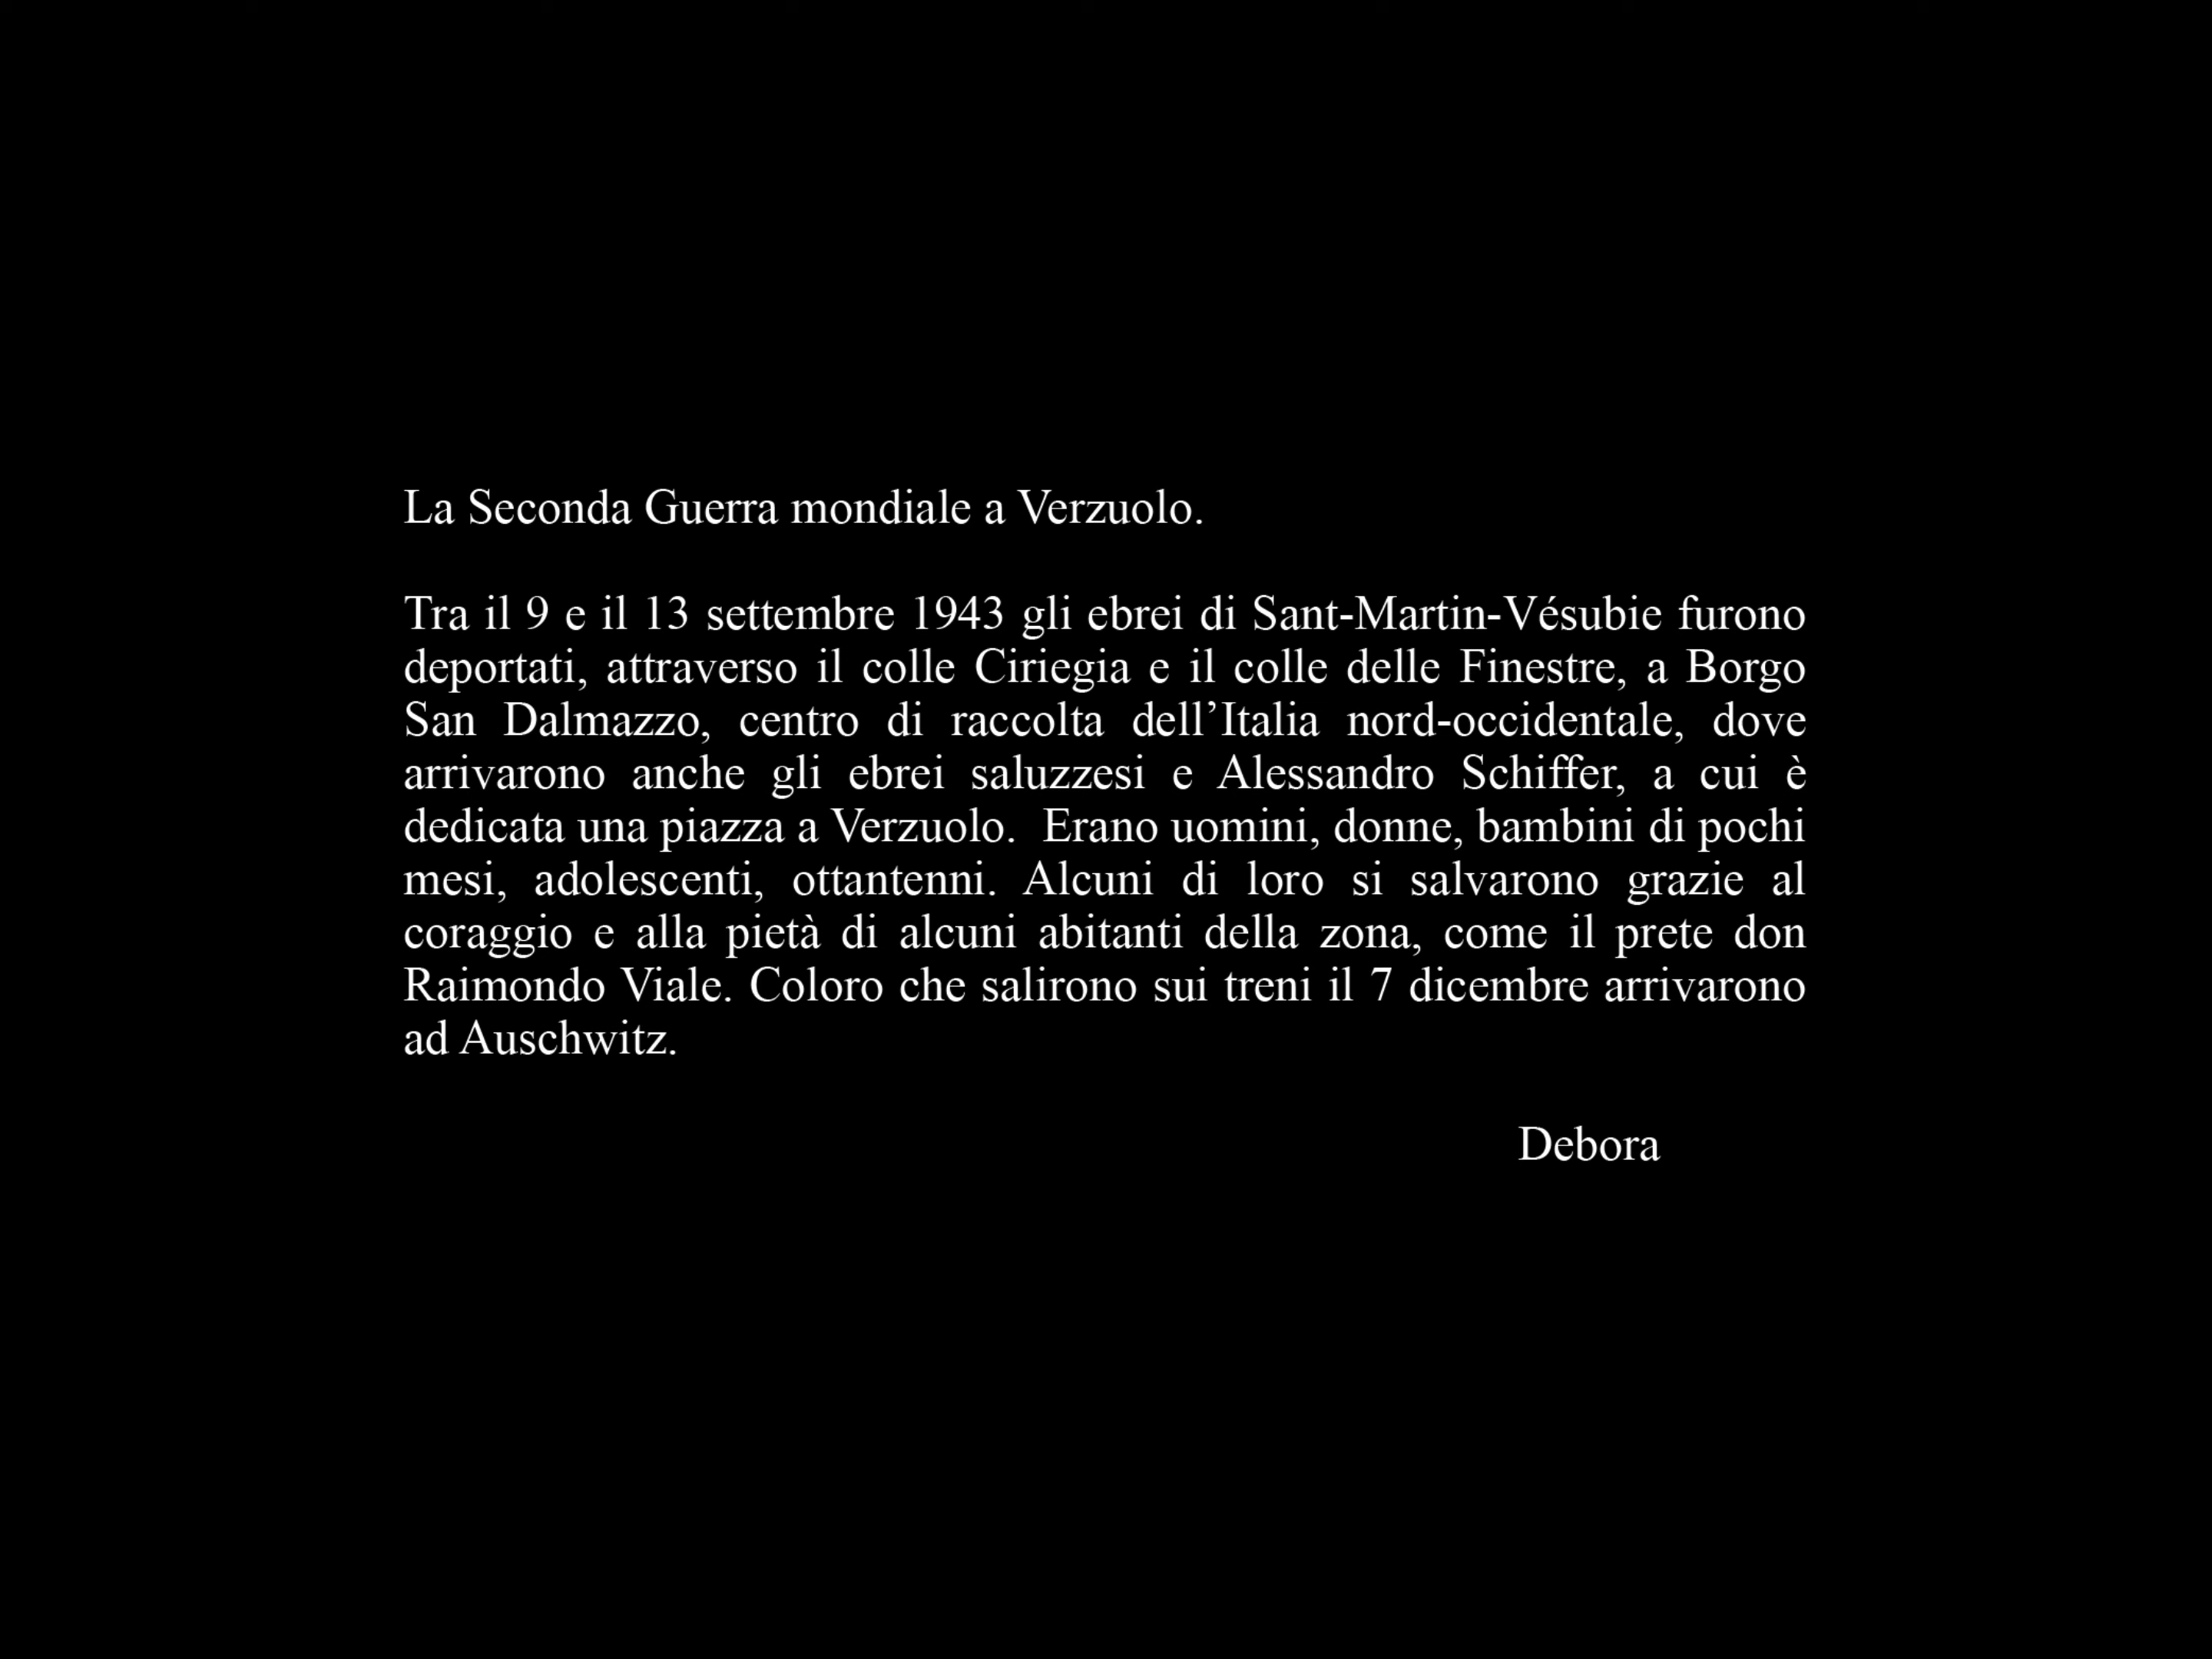 La Seconda Guerra mondiale a Verzuolo.
Tra il 9 e il 13 settembre 1943 gli ebrei di Sant-Martin-Vésubie furono
deportati, attraverso il colle Ciriegia e il colle delle Finestre, a Borgo
San Dalmazzo, centro di raccolta dell’Italia nord-occidentale, dove
arrivarono anche gli ebrei saluzzesi e Alessandro Schiffer, a cui è
dedicata una piazza a Verzuolo.  Erano uomini, donne, bambini di pochi
mesi, adolescenti, ottantenni. Alcuni di loro si salvarono grazie al
coraggio e alla pietà di alcuni abitanti della zona, come il prete don
Raimondo Viale. Coloro che salirono sui treni il 7 dicembre arrivarono
ad Auschwitz.
Debora